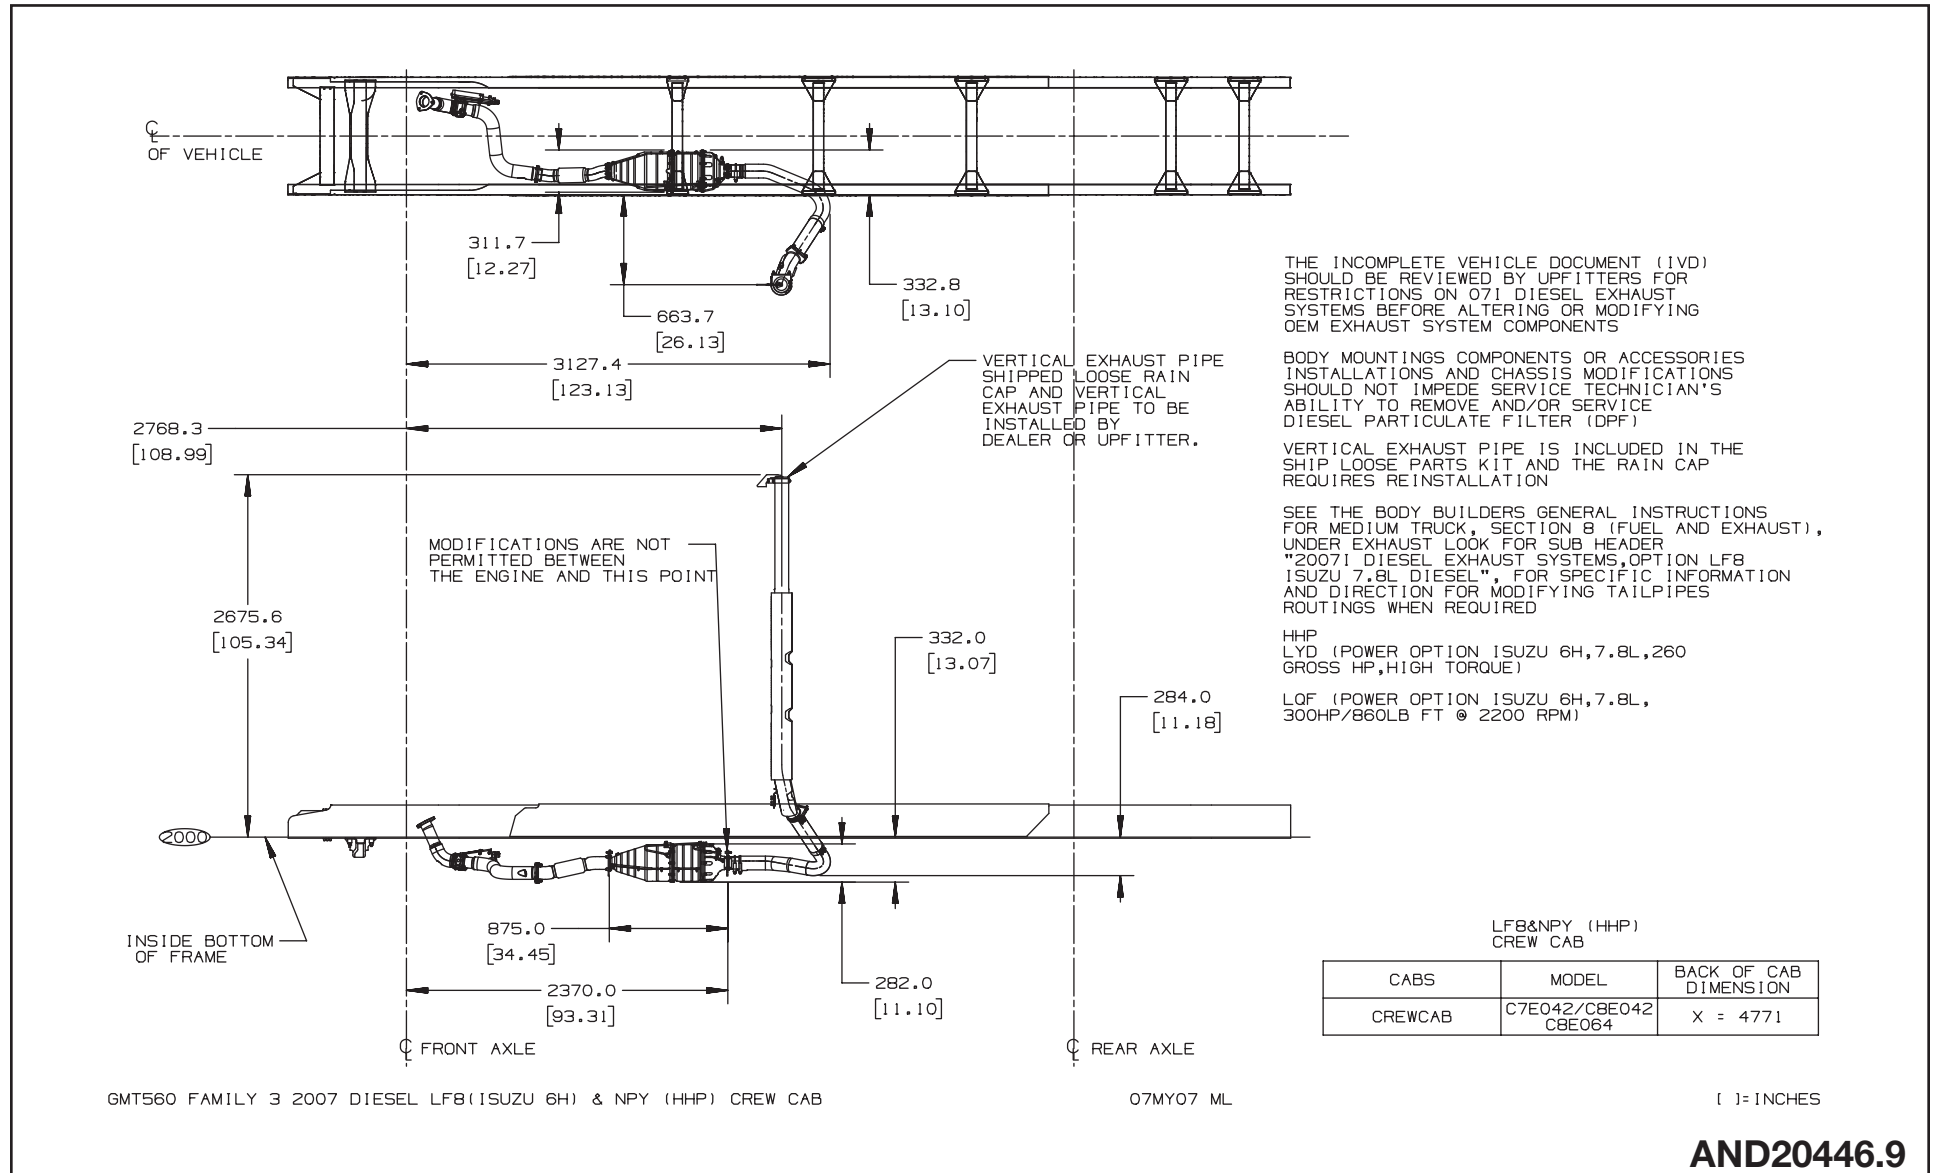 ℄
OF VEHICLE
311.7
[12.27]
663.7
[26.13]
332.8
[13.10]
3127.4
[123.13]
2768.3
[108.99]
VERTICAL EXHAUST PIPE
SHIPPED LOOSE RAIN
CAP AND VERTICAL
EXHAUST PIPE TO BE
INSTALLED BY
DEALER OR UPFITTER.
MODIFICATIONS ARE NOT
PERMITTED BETWEEN
THE ENGINE AND THIS POINT
2675.6
[105.34]
332.0
[13.07]
284.0
[11.18]
2000
INSIDE BOTTOM
OF FRAME
875.0
[34.45]
2370.0
[93.31]
282.0
[11.10]
℄ FRONT AXLE
℄ REAR AXLE
THE INCOMPLETE VEHICLE DOCUMENT (IVD)
SHOULD BE REVIEWED BY UPFITTERS FOR
RESTRICTIONS ON 07I DIESEL EXHAUST
SYSTEMS BEFORE ALTERING OR MODIFYING
OEM EXHAUST SYSTEM COMPONENTS
BODY MOUNTINGS COMPONENTS OR ACCESSORIES
INSTALLATIONS AND CHASSIS MODIFICATIONS
SHOULD NOT IMPEDE SERVICE TECHNICIAN'S
ABILITY TO REMOVE AND/OR SERVICE
DIESEL PARTICULATE FILTER (DPF)
VERTICAL EXHAUST PIPE IS INCLUDED IN THE
SHIP LOOSE PARTS KIT AND THE RAIN CAP
REQUIRES REINSTALLATION
SEE THE BODY BUILDERS GENERAL INSTRUCTIONS
FOR MEDIUM TRUCK, SECTION 8 (FUEL AND EXHAUST),
UNDER EXHAUST LOOK FOR SUB HEADER
"2007I DIESEL EXHAUST SYSTEMS,OPTION LF8
ISUZU 7.8L DIESEL", FOR SPECIFIC INFORMATION
AND DIRECTION FOR MODIFYING TAILPIPES
ROUTINGS WHEN REQUIRED
HHP
LYD (POWER OPTION ISUZU 6H,7.8L,260
GROSS HP,HIGH TORQUE)
LQF (POWER OPTION ISUZU 6H,7.8L,
300HP/860LB FT @ 2200 RPM)
LF8&NPY (HHP)
CREW CAB
CABS MODEL BACK OF CAB DIMENSION
CREWCAB C7E042/C8E042 C8E064 X = 4771
GMT560 FAMILY 3 2007 DIESEL LF8(ISUZU 6H) & NPY (HHP) CREW CAB
07MY07 ML
[ ]=INCHES
AND20446.9